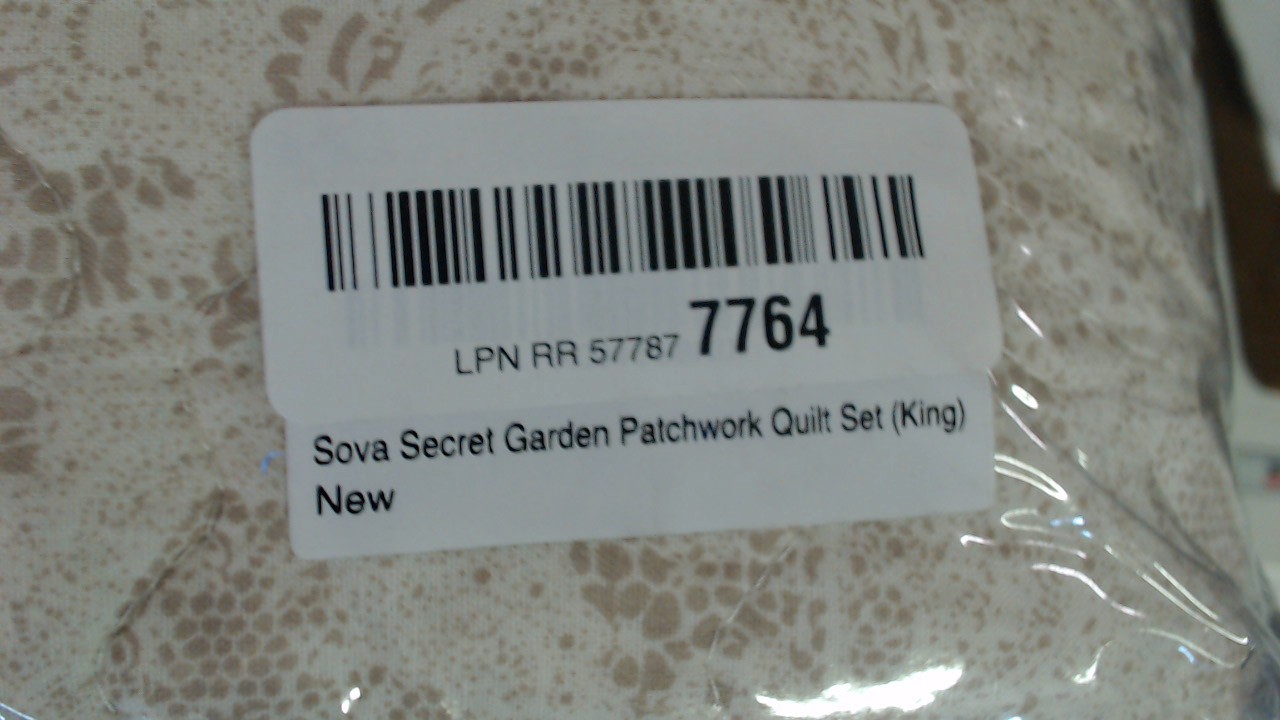 LPN RR 57787 7764
Sova Secret Garden Patchwork Quilt Set (King)
New